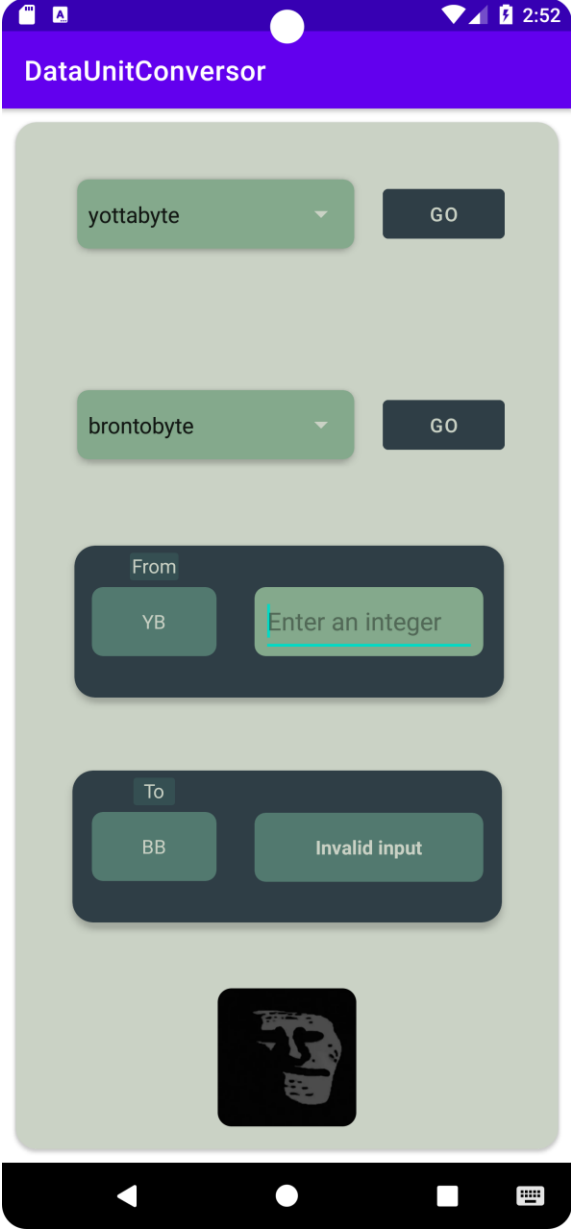 2:52
DataUnitConversor
yottabyte
GO
brontobyte
GO
From
YB
Enter an integer
To
BB
Invalid input